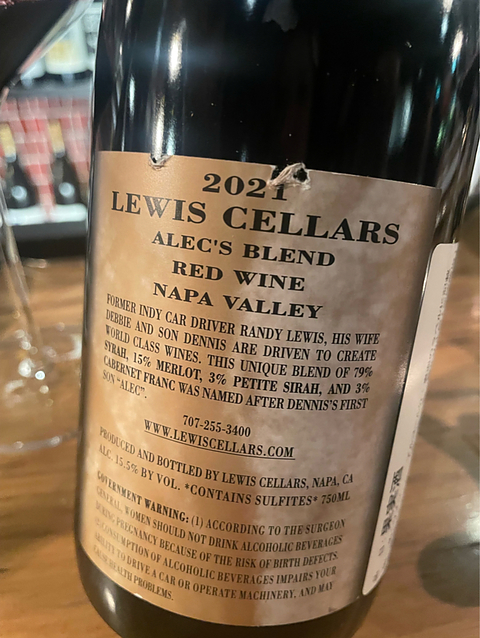 2021
LEWIS CELLARS
ALEC'S BLEND
RED WINE
NAPA VALLEY
FORMER INDY CAR DRIVER RANDY LEWIS, HIS WIFE
DEBBIE AND SON DENNIS ARE DRIVEN TO CREATE
WORLD CLASS WINES. THIS UNIQUE BLEND OF 79%
SYRAH, 15% MERLOT, 3% PETITE SIRAH, AND 3%
CABERNET FRANC WAS NAMED AFTER DENNIS'S FIRST
SON "ALEC".
707-255-3400
WWW.LEWISCELLARS.COM
PRODUCED AND BOTTLED BY LEWIS CELLARS, NAPA, CA
ALC. 15.5% BY VOL. *CONTAINS SULFITES* 750ML
GOVERNMENT WARNING: (1) ACCORDING TO THE SURGEON
GENERAL, WOMEN SHOULD NOT DRINK ALCOHOLIC BEVERAGES
DURING PREGNANCY BECAUSE OF THE RISK OF BIRTH DEFECTS.
(2) CONSUMPTION OF ALCOHOLIC BEVERAGES IMPAIRS YOUR
ABILITY TO DRIVE A CAR OR OPERATE MACHINERY, AND MAY
CAUSE HEALTH PROBLEMS.